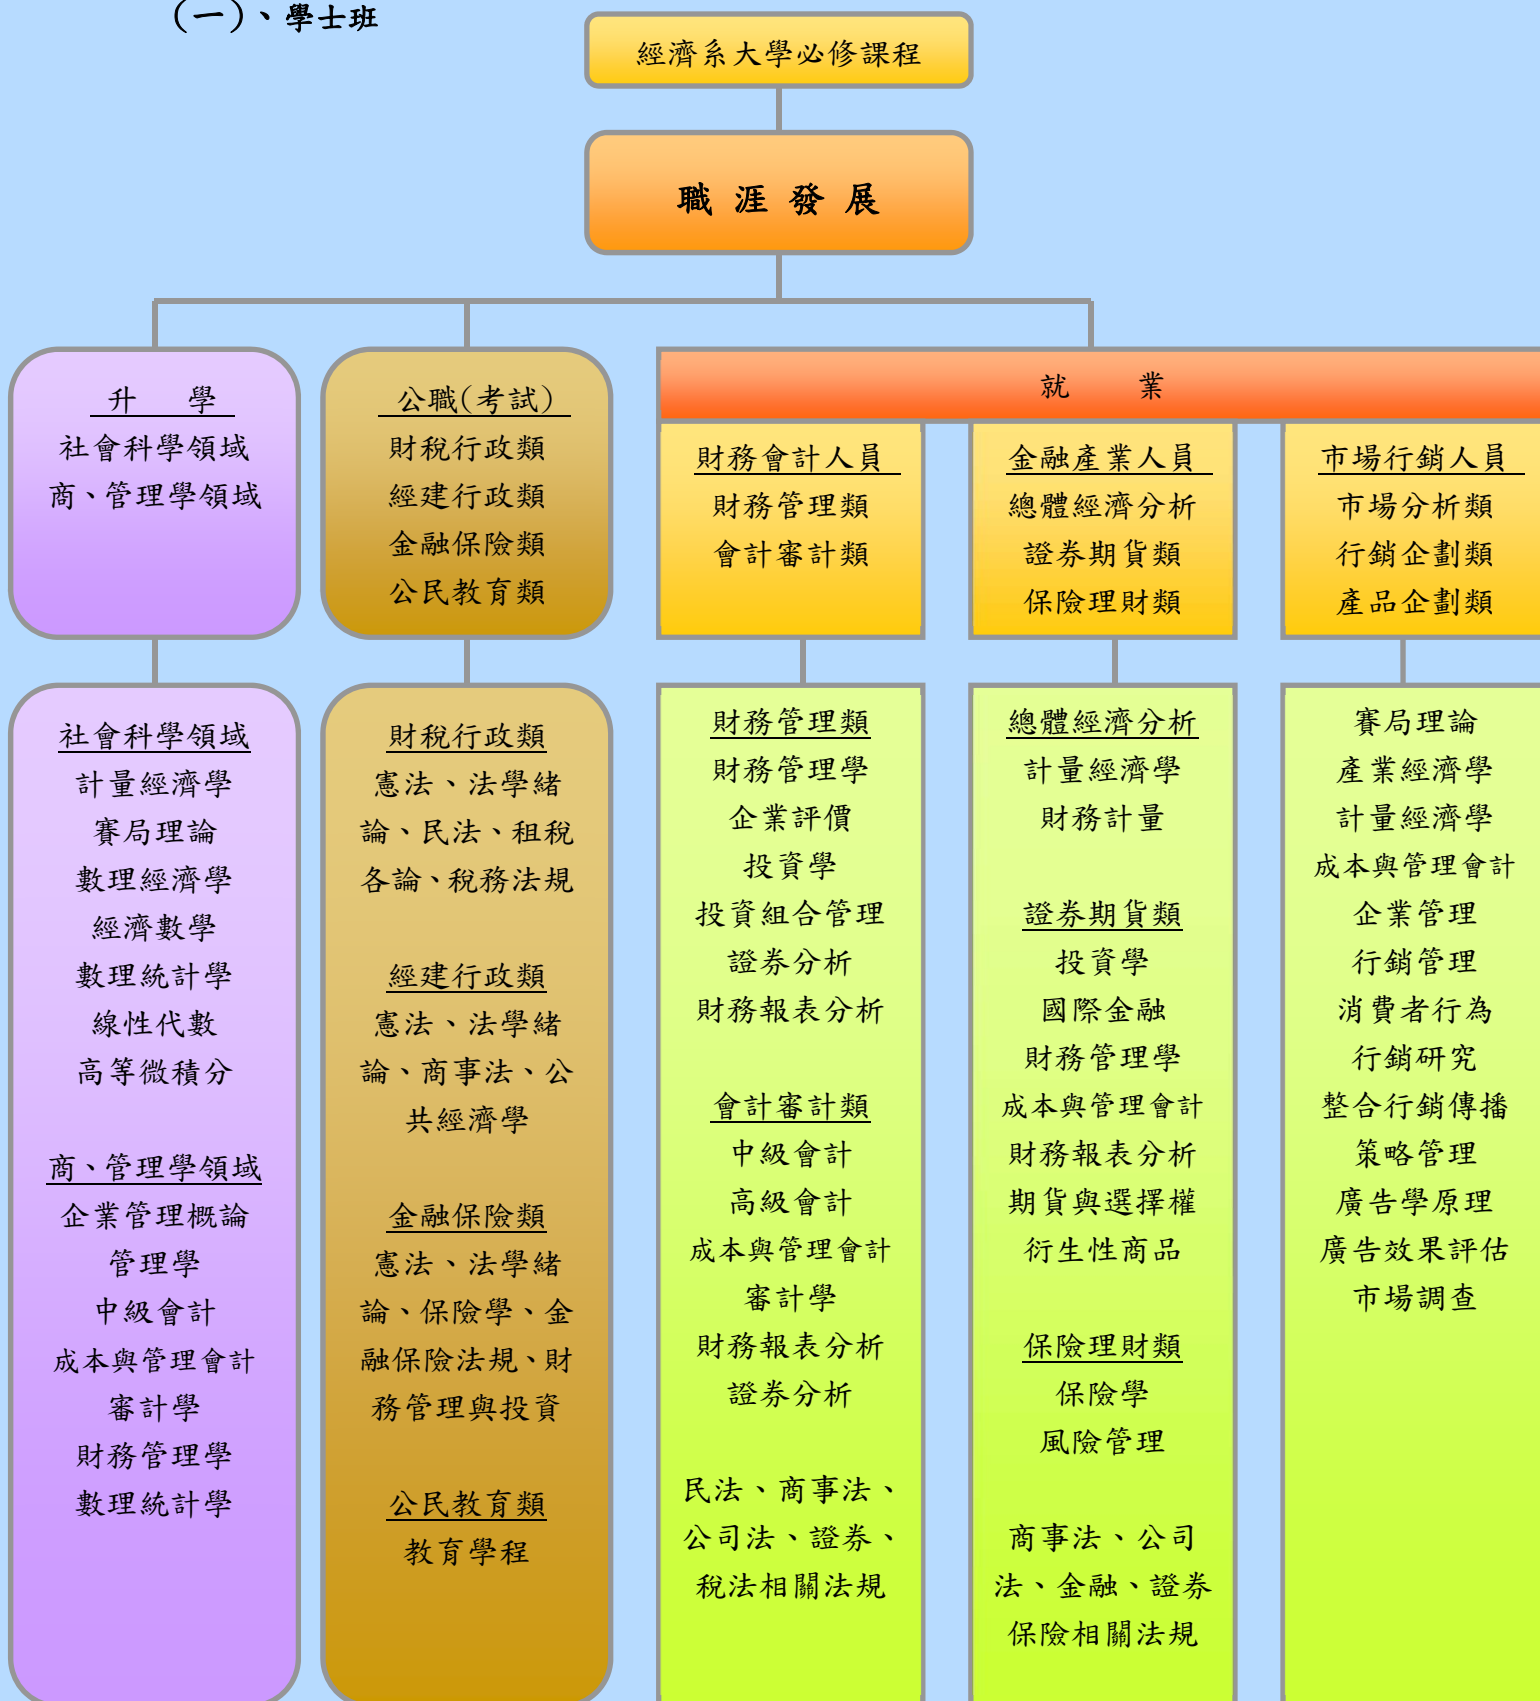 (一)、學士班
經濟系大學必修課程
職涯發展
升　學
社會科學領域
商、管理學領域
公職(考試)
財稅行政類
經建行政類
金融保險類
公民教育類
就　業
財務會計人員
財務管理類
會計審計類
金融產業人員
總體經濟分析
證券期貨類
保險理財類
市場行銷人員
市場分析類
行銷企劃類
產品企劃類
社會科學領域
計量經濟學
賽局理論
數理經濟學
經濟數學
數理統計學
線性代數
高等微積分
商、管理學領域
企業管理概論
管理學
中級會計
成本與管理會計
審計學
財務管理學
數理統計學
財稅行政類
憲法、法學緒
論、民法、租稅
各論、稅務法規
經建行政類
憲法、法學緒
論、商事法、公
共經濟學
金融保險類
憲法、法學緒
論、保險學、金
融保險法規、財
務管理與投資
公民教育類
教育學程
財務管理類
財務管理學
企業評價
投資學
投資組合管理
證券分析
財務報表分析
會計審計類
中級會計
高級會計
成本與管理會計
審計學
財務報表分析
證券分析
民法、商事法、
公司法、證券、
稅法相關法規
總體經濟分析
計量經濟學
財務計量
證券期貨類
投資學
國際金融
財務管理學
成本與管理會計
財務報表分析
期貨與選擇權
衍生性商品
保險理財類
保險學
風險管理
商事法、公司
法、金融、證券
保險相關法規
賽局理論
產業經濟學
計量經濟學
成本與管理會計
企業管理
行銷管理
消費者行為
行銷研究
整合行銷傳播
策略管理
廣告學原理
廣告效果評估
市場調查